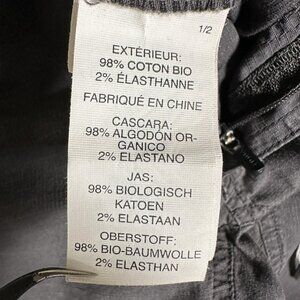 1/2
EXTÉRIEUR:
98% COTON BIO
2% ÉLASTHANNE
FABRIQUÉ EN CHINE
CASCARA:
98% ALGODÓN OR-
GANICO
2% ELASTANO
JAS:
98% BIOLOGISCH
KATOEN
2% ELASTAAN
OBERSTOFF:
98% BIO-BAUMWOLLE
2% ELASTHAN